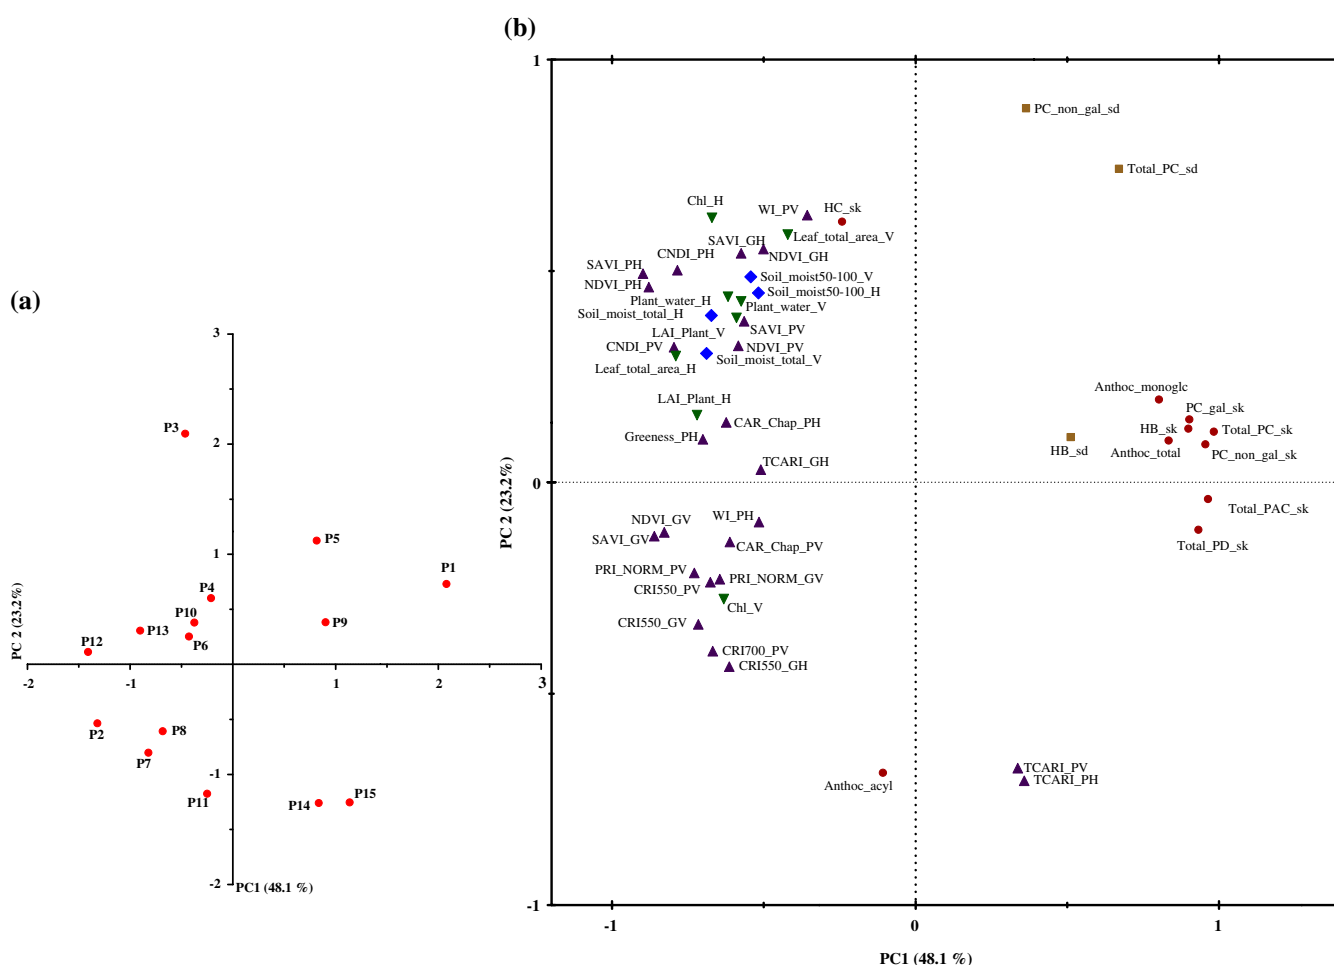 (a)
3
P3
2
P5
1
P1
P4
P10
P9
P13
P6
P12
PC 2 (23.2%)
-2
-1
1
2
3
P2
P8
P7
-1
P11
P14
P15
-2
PC1 (48.1 %)
(b)
1
PC_non_gal_sd
Total_PC_sd
Chl_H
WI_PV
HC_sk
Leaf_total_area_V
SAVI_GH
NDVI_GH
CNDI_PH
SAVI_PH
NDVI_PH
Soil_moist50-100_V
Soil_moist50-100_H
Plant_water_H
Plant_water_V
Soil_moist_total_H
SAVI_PV
LAI_Plant_V
CNDI_PV
NDVI_PV
Soil_moist_total_V
Leaf_total_area_H
LAI_Plant_H
CAR_Chap_PH
Greeness_PH
TCARI_GH
Anthoc_monoglc
PC_gal_sk
HB_sk
Total_PC_sk
Anthoc_total
PC_non_gal_sk
HB_sd
0
PC 2 (23.2%)
Total_PAC_sk
Total_PD_sk
WI_PH
NDVI_GV
SAVI_GV
CAR_Chap_PV
PRI_NORM_PV
PRI_NORM_GV
CRI550_PV
Chl_V
CRI550_GV
CRI700_PV
CRI550_GH
Anthoc_acyl
TCARI_PV
TCARI_PH
-1
-1
0
1
PC1 (48.1 %)